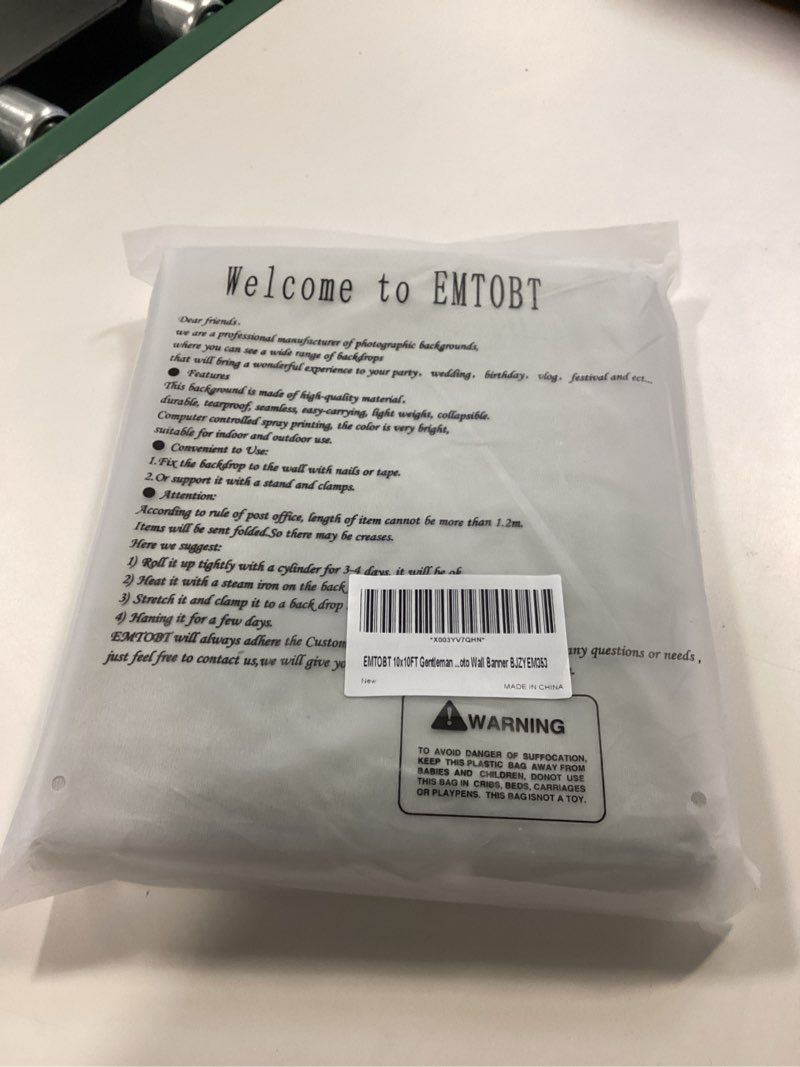 Welcome to EMTOBT
Dear friends,
we are a professional manufacturer of photographic backgrounds,
where you can see a wide range of backdrops
that will bring a wonderful experience to your party, wedding, birthday, vlog, festival and ect...
● Features
This background is made of high-quality material,
durable, tearproof, seamless, easy-carrying, light weight, collapsible.
Computer controlled spray printing, the color is very bright,
suitable for indoor and outdoor use.
● Convenient to Use:
1. Fix the backdrop to the wall with nails or tape.
2. Or support it with a stand and clamps.
● Attention:
According to rule of post office, length of item cannot be more than 1.2m.
Items will be sent folded.So there may be creases.
Here we suggest:
1) Roll it up tightly with a cylinder for 3-4 days, it will be ok
2) Heat it with a steam iron on the back
3) Stretch it and clamp it to a back drop
4) Haning it for a few days.
EMTOBT will always adhere the Custom any questions or needs,
just feel free to contact us,we will give yo
*X003YV7QHN*
EMTOBT 10x10FT Gentleman ...oto Wall Banner BJZYEM363
New
MADE IN CHINA
WARNING
TO AVOID DANGER OF SUFFOCATION,
KEEP THIS PLASTIC BAG AWAY FROM
BABIES AND CHILDREN, DONOT USE
THIS BAG IN CRIBS, BEDS, CARRIAGES
OR PLAYPENS. THIS BAG ISNOT A TOY.